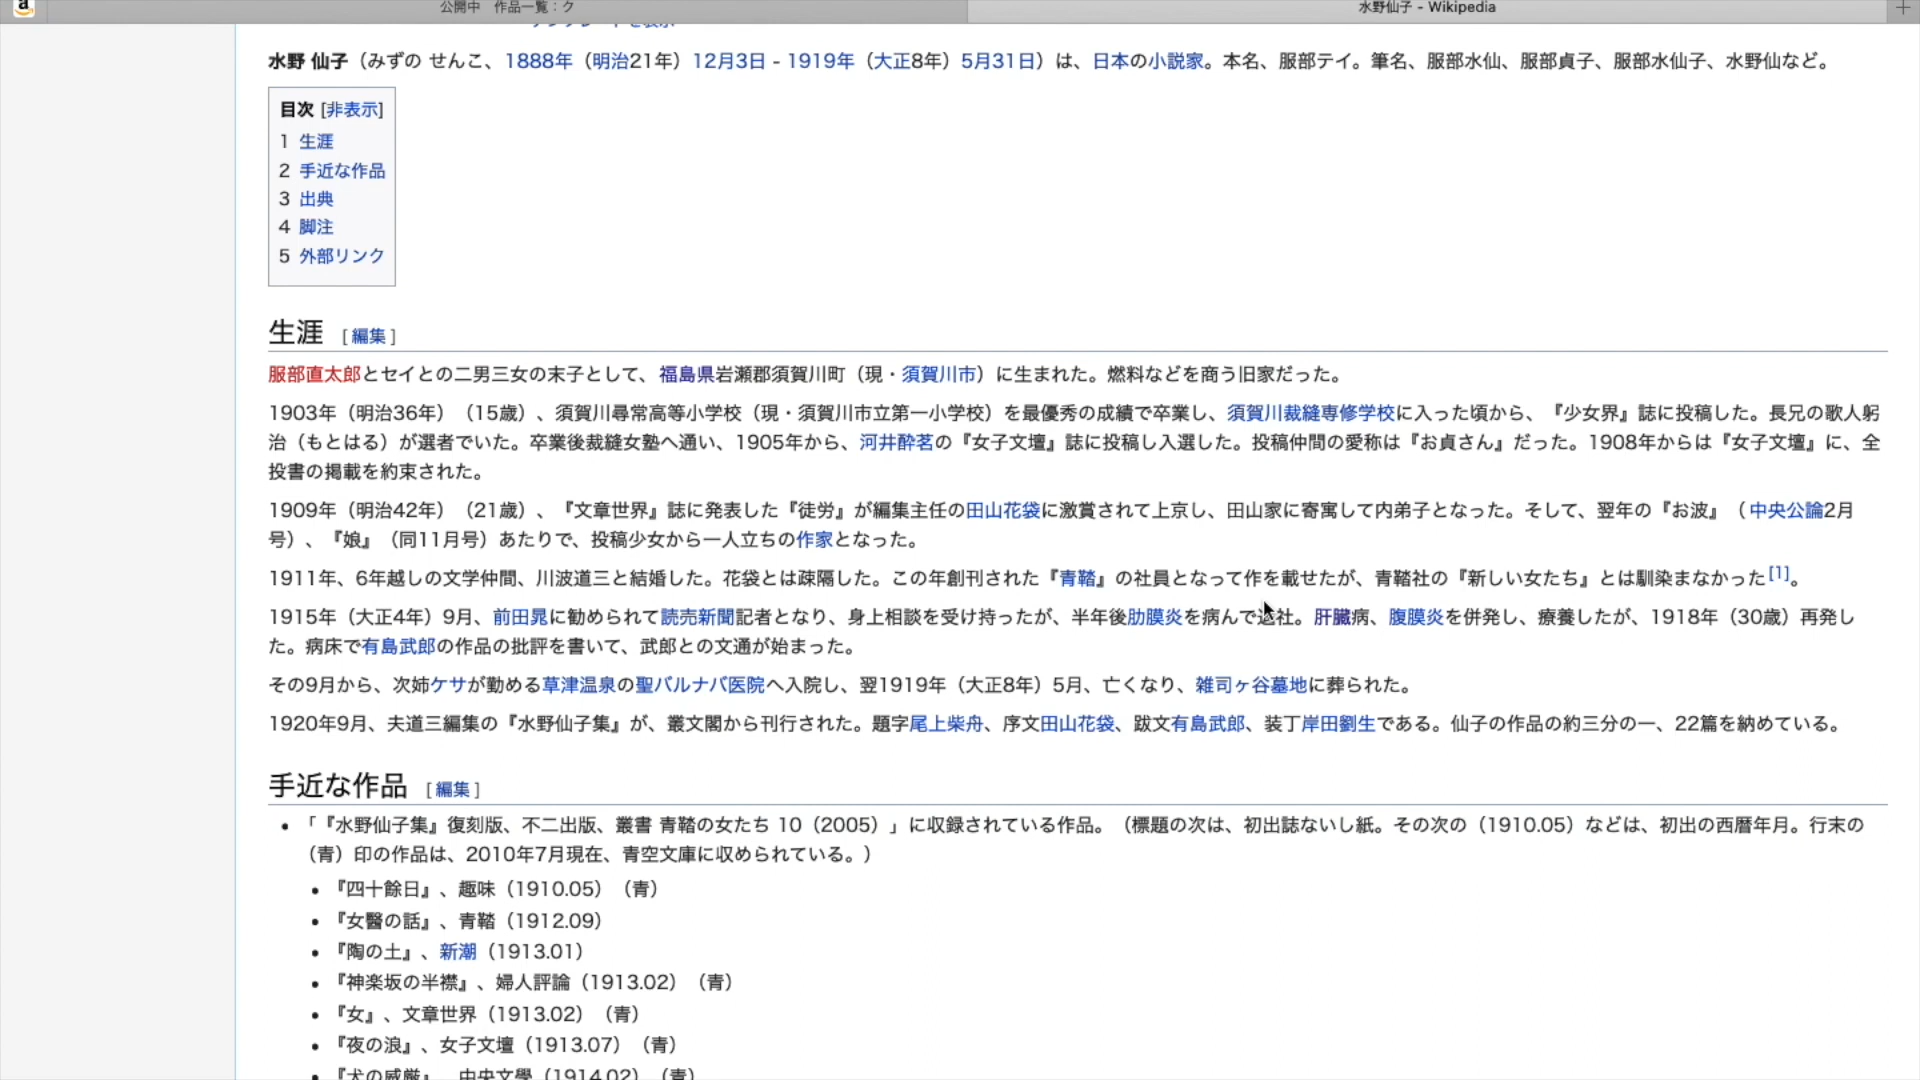 公開中 作品一覧：ク
水野仙子 - Wikipedia
水野 仙子（みずの せんこ、1888年（明治21年）12月3日 - 1919年（大正8年）5月31日）は、日本の小説家。本名、服部テイ。筆名、服部水仙、服部貞子、服部水仙子、水野仙など。
目次 [非表示]
1 生涯
2 手近な作品
3 出典
4 脚注
5 外部リンク
生涯 [ 編集 ]
服部直太郎とセイとの二男三女の末子として、福島県岩瀬郡須賀川町（現・須賀川市）に生まれた。燃料などを商う旧家だった。
1903年（明治36年）（15歳）、須賀川尋常高等小学校（現・須賀川市立第一小学校）を最優秀の成績で卒業し、須賀川裁縫専修学校に入った頃から、『少女界』誌に投稿した。長兄の歌人躬
治（もとはる）が選者でいた。卒業後裁縫女塾へ通い、1905年から、河井酔茗の『女子文壇』誌に投稿し入選した。投稿仲間の愛称は『お貞さん』だった。1908年からは『女子文壇』に、全
投書の掲載を約束された。
1909年（明治42年）（21歳）、『文章世界』誌に発表した『徒労』が編集主任の田山花袋に激賞されて上京し、田山家に寄寓して内弟子となった。そして、翌年の『お波』（中央公論2月
号）、『娘』（同11月号）あたりで、投稿少女から一人立ちの作家となった。
1911年、6年越しの文学仲間、川波道三と結婚した。花袋とは疎隔した。この年創刊された『青鞜』の社員となって作を載せたが、青鞜社の『新しい女たち』とは馴染まなかった[1]。
1915年（大正4年）9月、前田晁に勧められて読売新聞記者となり、身上相談を受け持ったが、半年後肋膜炎を病んで退社。肝臓病、腹膜炎を併発し、療養したが、1918年（30歳）再発し
た。病床で有島武郎の作品の批評を書いて、武郎との文通が始まった。
その9月から、次姉ケサが勤める草津温泉の聖バルナバ医院へ入院し、翌1919年（大正8年）5月、亡くなり、雑司ヶ谷墓地に葬られた。
1920年9月、夫道三編集の『水野仙子集』が、叢文閣から刊行された。題字尾上柴舟、序文田山花袋、跋文有島武郎、装丁岸田劉生である。仙子の作品の約三分の一、22篇を納めている。
手近な作品 [ 編集 ]
• 「『水野仙子集』復刻版、不二出版、叢書 青鞜の女たち 10（2005）」に収録されている作品。（標題の次は、初出誌ないし紙。その次の（1910.05）などは、初出の西暦年月。行末の
（青）印の作品は、2010年7月現在、青空文庫に収められている。）
• 『四十餘日』、趣味（1910.05）（青）
• 『女醫の話』、青鞜（1912.09）
• 『陶の土』、新潮（1913.01）
• 『神楽坂の半襟』、婦人評論（1913.02）（青）
• 『女』、文章世界（1913.02）（青）
• 『夜の浪』、女子文壇（1913.07）（青）
• 『犬の威厳』、中央文學（1914.02）（青）